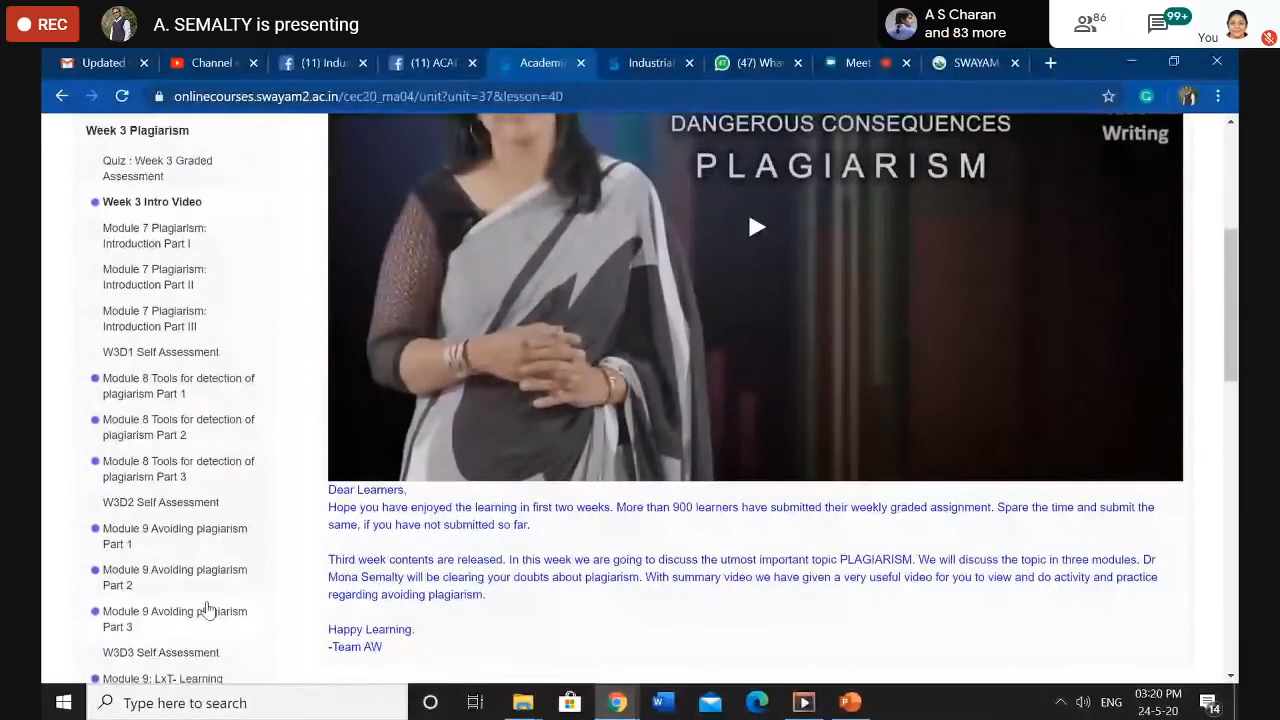 REC
A. SEMALTY is presenting
A S Charan
and 83 more
86
99+
You
Updated
Channel
(11) Indus
(11) ACA
Academi
Industrial
(47) Wha
Meet
SWAYAM
onlinecourses.swayam2.ac.in/cec20_ma04/unit?unit=37&lesson=40
Week 3 Plagiarism
Quiz : Week 3 Graded
Assessment
Week 3 Intro Video
Module 7 Plagiarism:
Introduction Part I
Module 7 Plagiarism:
Introduction Part II
Module 7 Plagiarism:
Introduction Part III
W3D1 Self Assessment
Module 8 Tools for detection of
plagiarism Part 1
Module 8 Tools for detection of
plagiarism Part 2
Module 8 Tools for detection of
plagiarism Part 3
W3D2 Self Assessment
Module 9 Avoiding plagiarism
Part 1
Module 9 Avoiding plagiarism
Part 2
Module 9 Avoiding plagiarism
Part 3
W3D3 Self Assessment
Module 9: LxT- Learning
DANGEROUS CONSEQUENCES
PLAGIARISM
Writing
Dear Learners,
Hope you have enjoyed the learning in first two weeks. More than 900 learners have submitted their weekly graded assignment. Spare the time and submit the
same, if you have not submitted so far.
Third week contents are released. In this week we are going to discuss the utmost important topic PLAGIARISM. We will discuss the topic in three modules. Dr
Mona Semalty will be clearing your doubts about plagiarism. With summary video we have given a very useful video for you to view and do activity and practice
regarding avoiding plagiarism.
Happy Learning.
-Team AW
Type here to search
ENG
03:20 PM
24-5-20
14